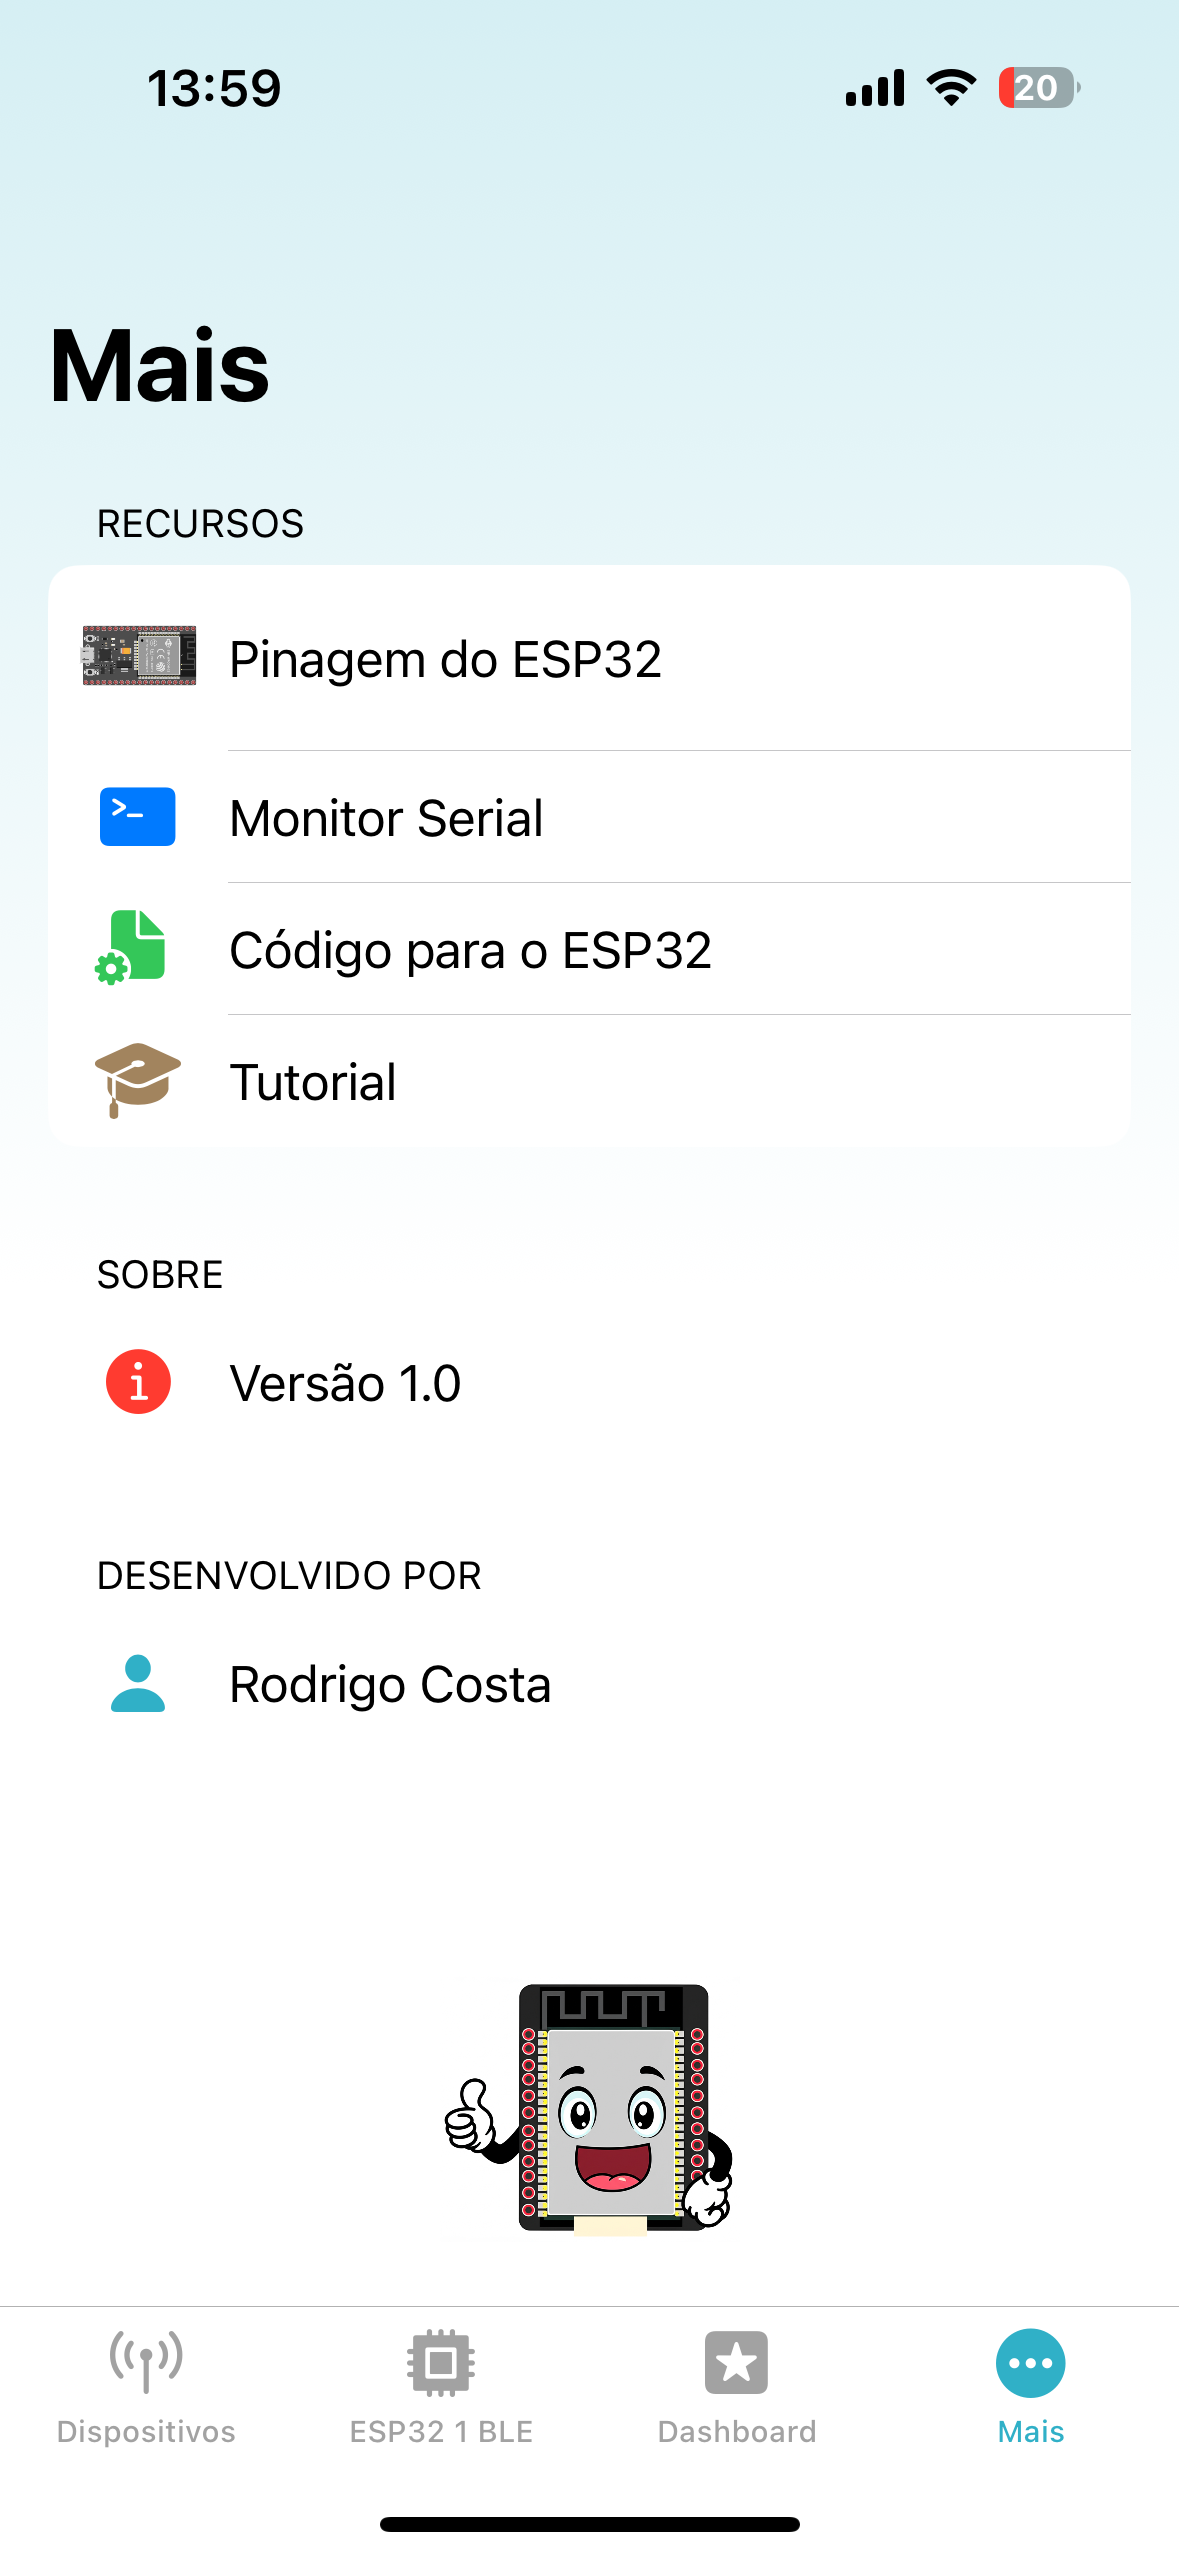 13:59
20
Mais
RECURSOS
Pinagem do ESP32
Monitor Serial
Código para o ESP32
Tutorial
SOBRE
Versão 1.0
DESENVOLVIDO POR
Rodrigo Costa
Dispositivos
ESP32 1 BLE
Dashboard
Mais